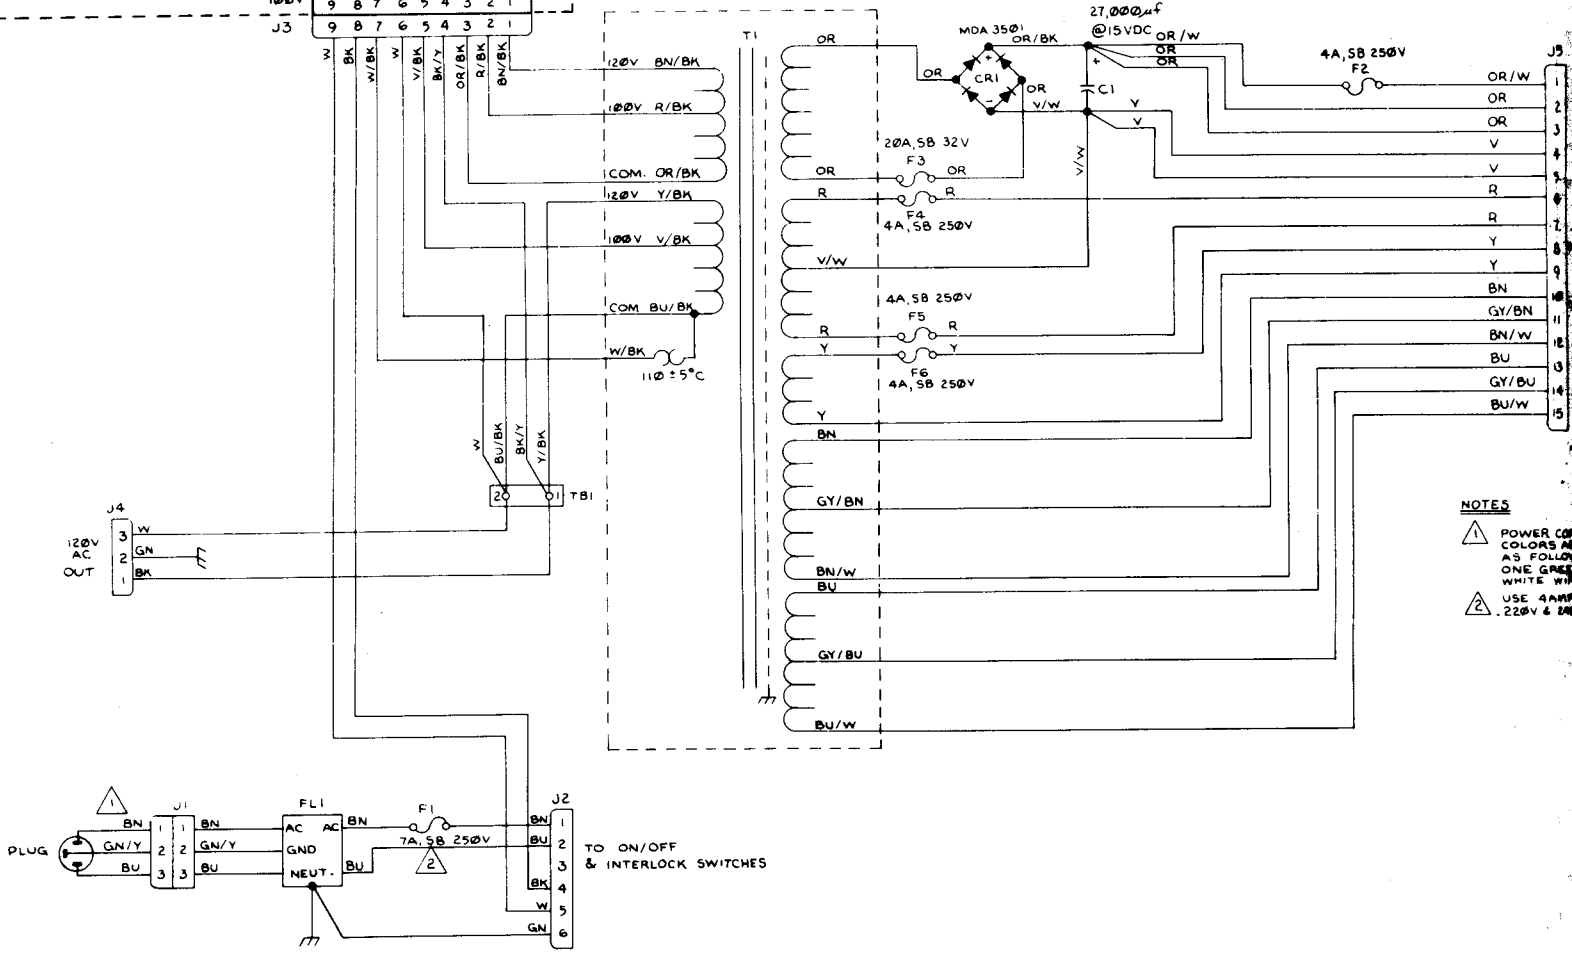 9 8 7 6 5 4 3 2 1
J3 9 8 7 6 5 4 3 2 1
W BK W/BK W V/BK BK/Y OR/BK R/BK BN/BK
120V BN/BK
100V R/BK
COM. OR/BK
120V Y/BK
100V V/BK
COM BU/BK
W/BK
110 ± 5°C
T1
OR
OR
MDA 3501
CR1
+
-
OR/BK
OR
V/W
27,000µf
@15VDC
+
C1
OR/W
OR
OR
V
V
V/W
4A, SB 250V
F2
20A, SB 32V
OR F3 OR
R R
F4
4A, SB 250V
V/W
4A, SB 250V
F5
R R
Y Y
F6
4A, SB 250V
Y
BN
GY/BN
BN/W
BU
GY/BU
BU/W
J5
OR/W 1
OR 2
OR 3
V 4
V 5
R 6
R 7
Y 8
Y 9
BN 10
GY/BN 11
BN/W 12
BU 13
GY/BU 14
BU/W 15
W BU/BK BK/Y Y/BK
2 1 TB1
J4
120V
AC
OUT
3 W
2 GN
1 BK
NOTES
1 POWER
COLORS
AS
ONE
WHITE
2 USE
220V &
1
PLUG
J1
BN 1 1 BN
GN/Y 2 2 GN/Y
BU 3 3 BU
FL1
AC AC BN
GND
NEUT. BU
F1
7A, SB 250V
2
J2
BN 1
BU 2
3
BK 4
W 5
GN 6
TO ON/OFF
& INTERLOCK SWITCHES